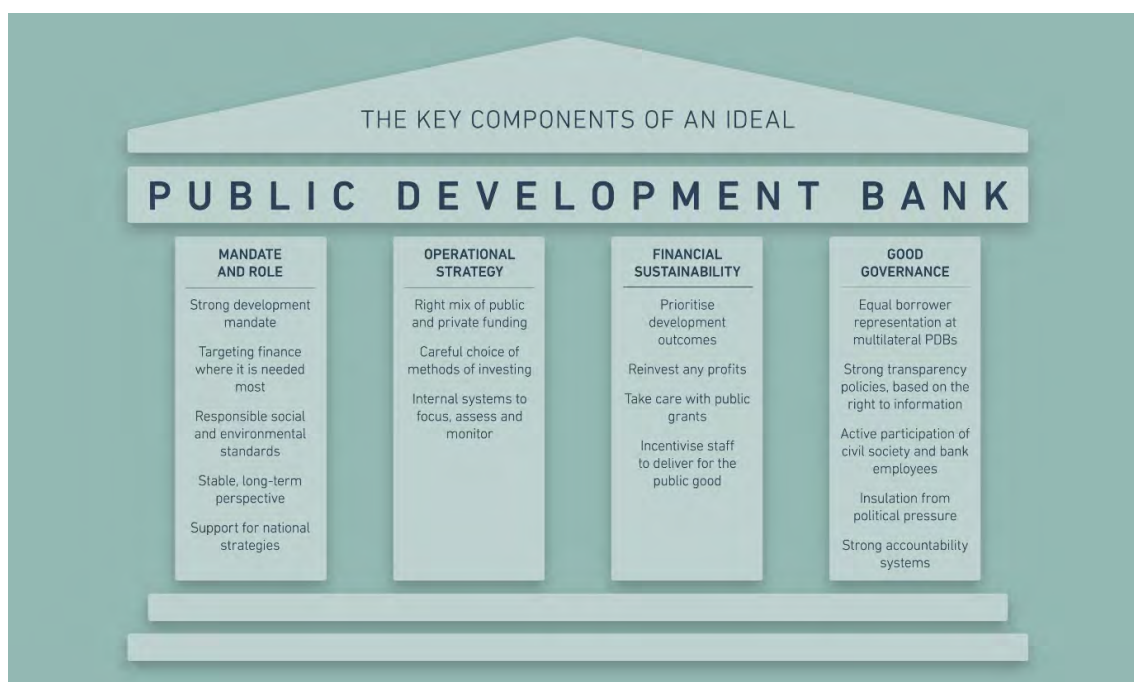 THE KEY COMPONENTS OF AN IDEAL
PUBLIC DEVELOPMENT BANK
MANDATE
AND ROLE
Strong development
mandate
Targeting finance
where it is needed
most
Responsible social
and environmental
standards
Stable, long-term
perspective
Support for national
strategies
OPERATIONAL
STRATEGY
Right mix of public
and private funding
Careful choice of
methods of investing
Internal systems to
focus, assess and
monitor
FINANCIAL
SUSTAINABILITY
Prioritise
development
outcomes
Reinvest any profits
Take care with public
grants
Incentivise staff
to deliver for the
public good
GOOD
GOVERNANCE
Equal borrower
representation at
multilateral PDBs
Strong transparency
policies, based on the
right to information
Active participation of
civil society and bank
employees
Insulation from
political pressure
Strong accountability
systems